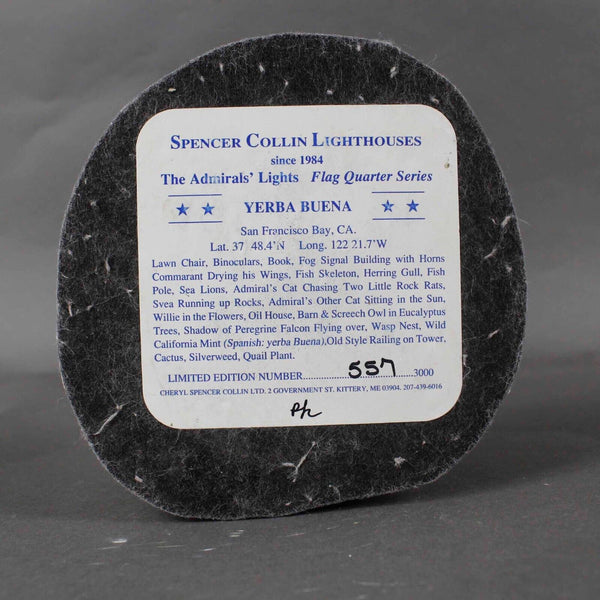 SPENCER COLLIN LIGHTHOUSES
since 1984
The Admirals' Lights Flag Quarter Series
YERBA BUENA
San Francisco Bay, CA.
Lat. 37 48.4'N Long. 122 21.7'W
Lawn Chair, Binoculars, Book, Fog Signal Building with Horns
Commarant Drying his Wings, Fish Skeleton, Herring Gull, Fish
Pole, Sea Lions, Admiral's Cat Chasing Two Little Rock Rats,
Svea Running up Rocks, Admiral's Other Cat Sitting in the Sun,
Willie in the Flowers, Oil House, Barn & Screech Owl in Eucalyptus
Trees, Shadow of Peregrine Falcon Flying over, Wasp Nest, Wild
California Mint (Spanish: yerba Buena),Old Style Railing on Tower,
Cactus, Silverweed, Quail Plant.
LIMITED EDITION NUMBER..................557..........3000
CHERYL SPENCER COLLIN LTD. 2 GOVERNMENT ST. KITTERY, ME 03904. 207-439-6016